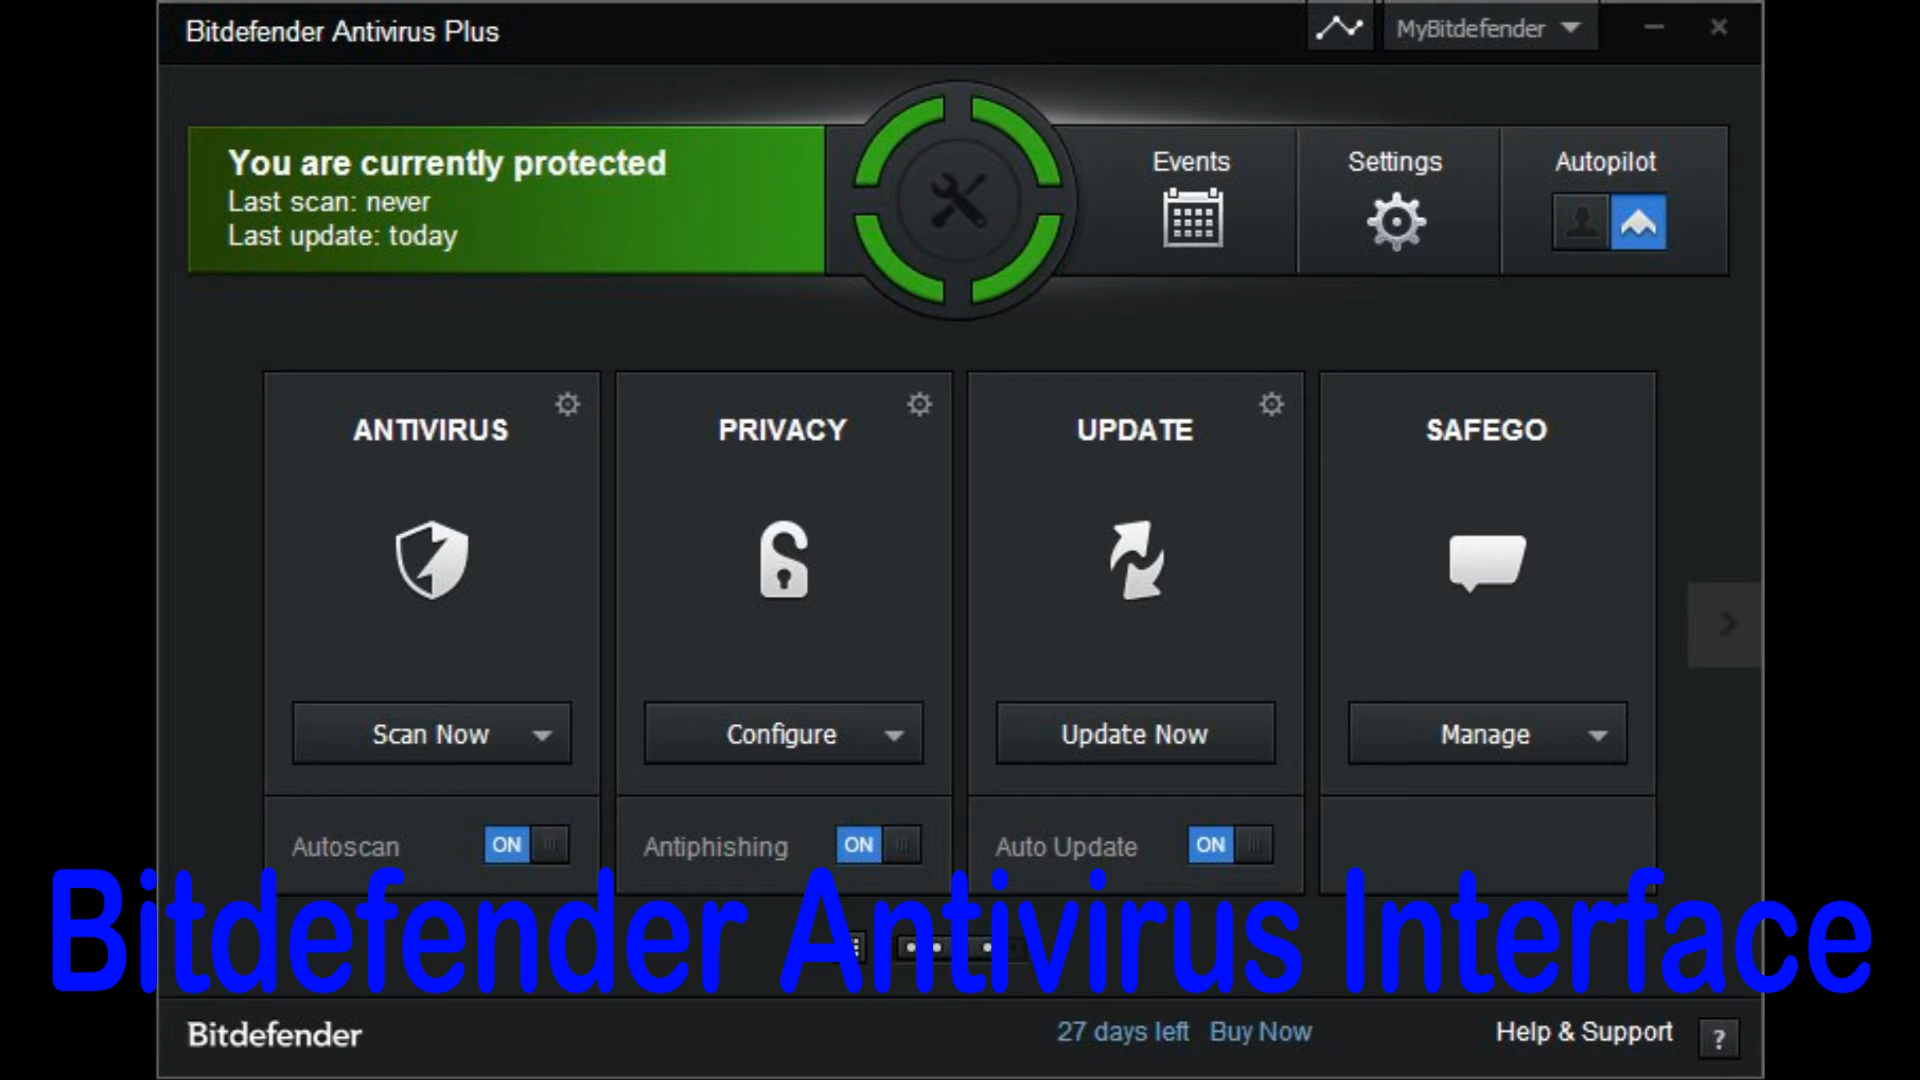 Bitdefender Antivirus Plus
MyBitdefender
You are currently protected
Last scan: never
Last update: today
Events
Settings
Autopilot
ANTIVIRUS
PRIVACY
UPDATE
SAFEGO
Scan Now
Configure
Update Now
Manage
Autoscan ON
Antiphishing ON
Auto Update ON
Bitdefender Antivirus Interface
Bitdefender
27 days left Buy Now
Help & Support ?